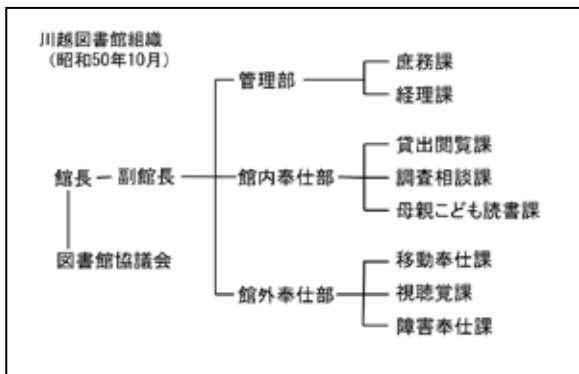 川越図書館組織
（昭和50年10月）
管理部
庶務課
経理課
館長
副館長
館内奉仕部
貸出閲覧課
調査相談課
母親こども読書課
図書館協議会
館外奉仕部
移動奉仕課
視聴覚課
障害奉仕課